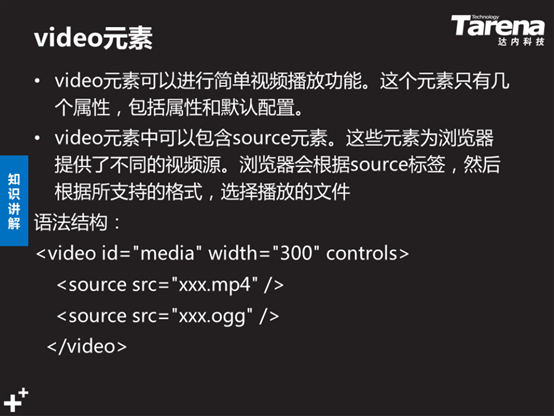 video元素
Technology
Tarena
达内科技
• video元素可以进行简单视频播放功能。这个元素只有几
个属性，包括属性和默认配置。
• video元素中可以包含source元素。这些元素为浏览器
提供了不同的视频源。浏览器会根据source标签，然后
根据所支持的格式，选择播放的文件
知识讲解
语法结构：
<video id="media" width="300" controls>
<source src="xxx.mp4" />
<source src="xxx.ogg" />
</video>